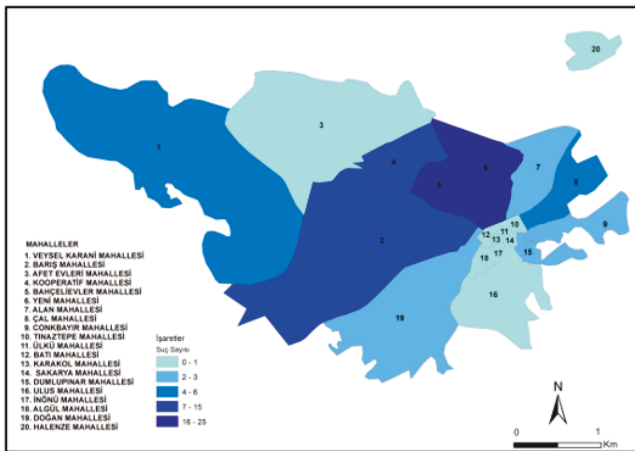 20
3
1
4
6
7
8
5
9
10
11
12
13
14
2
15
17
18
16
19
MAHALLELER
1. VEYSEL KARANİ MAHALLESİ
2. BARIŞ MAHALLESİ
3. AFET EVLERİ MAHALLESİ
4. KOOPERATİF MAHALLESİ
5. BAHÇELİEVLER MAHALLESİ
6. YENİ MAHALLESİ
7. ALAN MAHALLESİ
8. ÇAL MAHALLESİ
9. CONKBAYIR MAHALLESİ
10. TINAZTEPE MAHALLESİ
11. ÜLKÜ MAHALLESİ
12. BATI MAHALLESİ
13. KARAKOL MAHALLESİ
14. SAKARYA MAHALLESİ
15. DUMLUPINAR MAHALLESİ
16. ULUS MAHALLESİ
17. İNÖNÜ MAHALLESİ
18. ALGÜL MAHALLESİ
19. DOĞAN MAHALLESİ
20. HALENZE MAHALLESİ
İşaretler
Suç Sayısı
0 - 1
2 - 3
4 - 6
7 - 15
16 - 25
N
0 1
Km